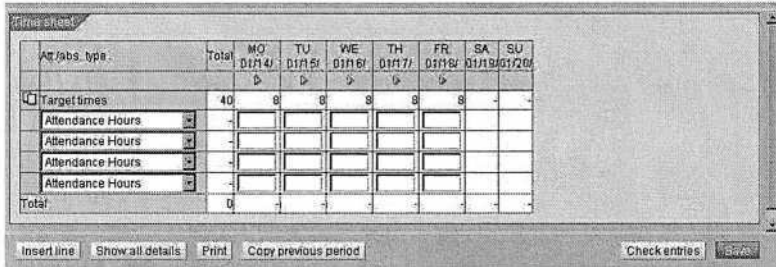 Time sheet
Att./abs. type Total MO TU WE TH FR SA SU
01/14/ 01/15/ 01/16/ 01/17/ 01/18/ 01/19/ 01/20/
Target times 40 8 8 8 8 8 - -
Attendance Hours -
Attendance Hours -
Attendance Hours -
Attendance Hours -
Total 0 - - - - - - -
Insert line Show all details Print Copy previous period Check entries Save